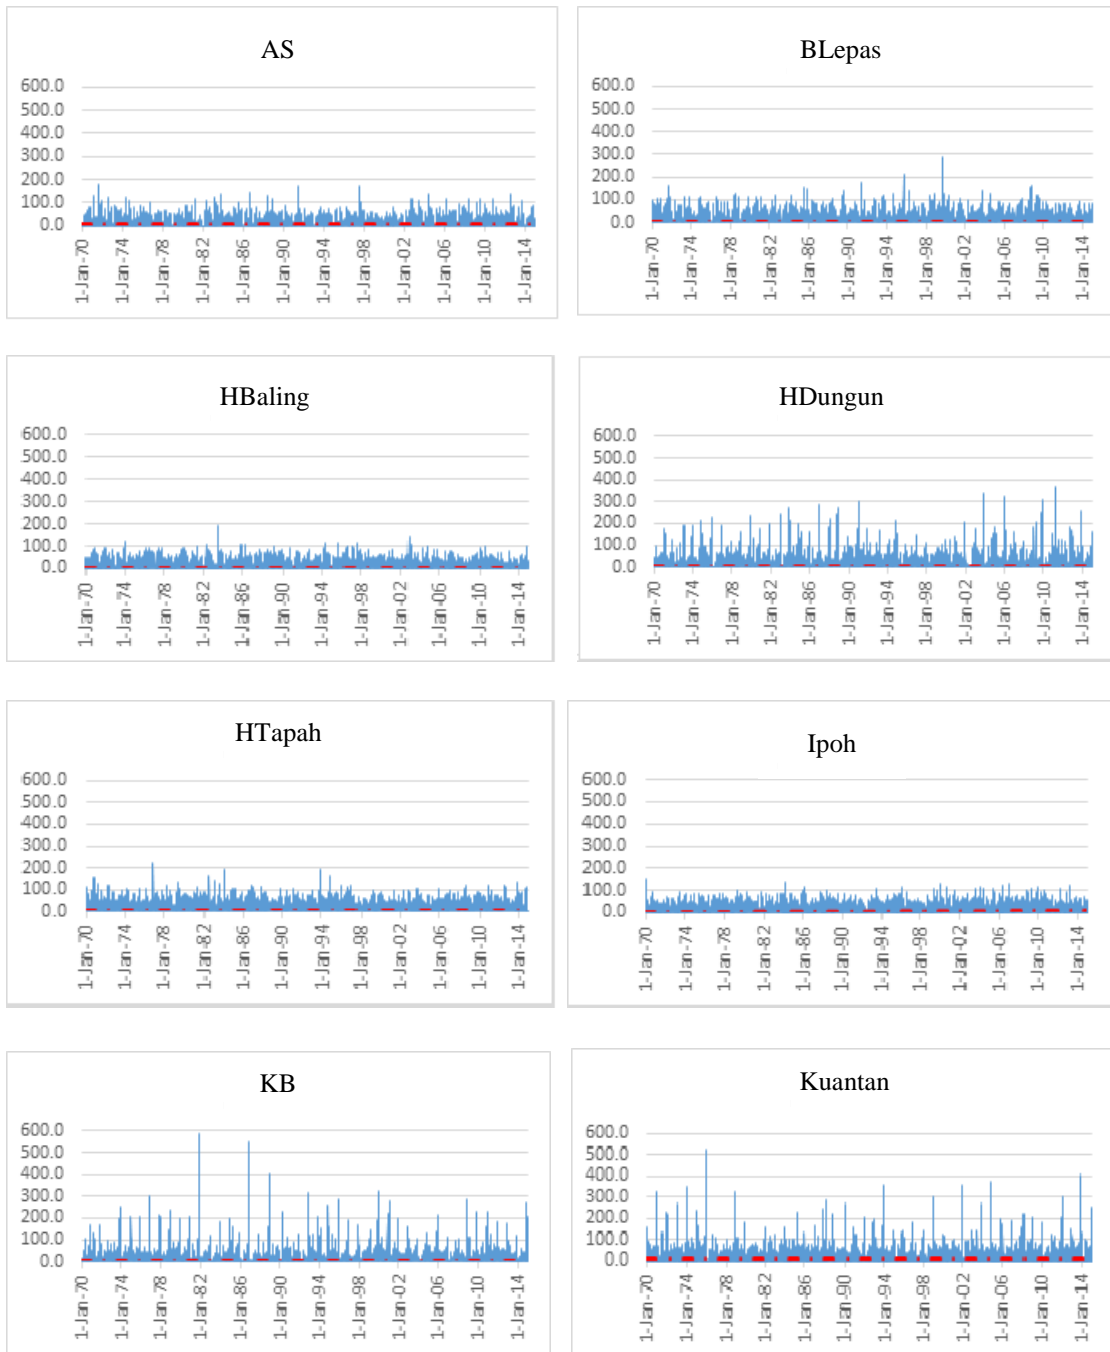 AS
600.0
500.0
400.0
300.0
200.0
100.0
0.0
1-Jan-70
1-Jan-74
1-Jan-78
1-Jan-82
1-Jan-86
1-Jan-90
1-Jan-94
1-Jan-98
1-Jan-02
1-Jan-06
1-Jan-10
1-Jan-14
BLepas
600.0
500.0
400.0
300.0
200.0
100.0
0.0
1-Jan-70
1-Jan-74
1-Jan-78
1-Jan-82
1-Jan-86
1-Jan-90
1-Jan-94
1-Jan-98
1-Jan-02
1-Jan-06
1-Jan-10
1-Jan-14
HBaling
600.0
500.0
400.0
300.0
200.0
100.0
0.0
1-Jan-70
1-Jan-74
1-Jan-78
1-Jan-82
1-Jan-86
1-Jan-90
1-Jan-94
1-Jan-98
1-Jan-02
1-Jan-06
1-Jan-10
1-Jan-14
HDungun
600.0
500.0
400.0
300.0
200.0
100.0
0.0
1-Jan-70
1-Jan-74
1-Jan-78
1-Jan-82
1-Jan-86
1-Jan-90
1-Jan-94
1-Jan-98
1-Jan-02
1-Jan-06
1-Jan-10
1-Jan-14
HTapah
600.0
500.0
400.0
300.0
200.0
100.0
0.0
1-Jan-70
1-Jan-74
1-Jan-78
1-Jan-82
1-Jan-86
1-Jan-90
1-Jan-94
1-Jan-98
1-Jan-02
1-Jan-06
1-Jan-10
1-Jan-14
Ipoh
600.0
500.0
400.0
300.0
200.0
100.0
0.0
1-Jan-70
1-Jan-74
1-Jan-78
1-Jan-82
1-Jan-86
1-Jan-90
1-Jan-94
1-Jan-98
1-Jan-02
1-Jan-06
1-Jan-10
1-Jan-14
KB
600.0
500.0
400.0
300.0
200.0
100.0
0.0
1-Jan-70
1-Jan-74
1-Jan-78
1-Jan-82
1-Jan-86
1-Jan-90
1-Jan-94
1-Jan-98
1-Jan-02
1-Jan-06
1-Jan-10
1-Jan-14
Kuantan
600.0
500.0
400.0
300.0
200.0
100.0
0.0
1-Jan-70
1-Jan-74
1-Jan-78
1-Jan-82
1-Jan-86
1-Jan-90
1-Jan-94
1-Jan-98
1-Jan-02
1-Jan-06
1-Jan-10
1-Jan-14